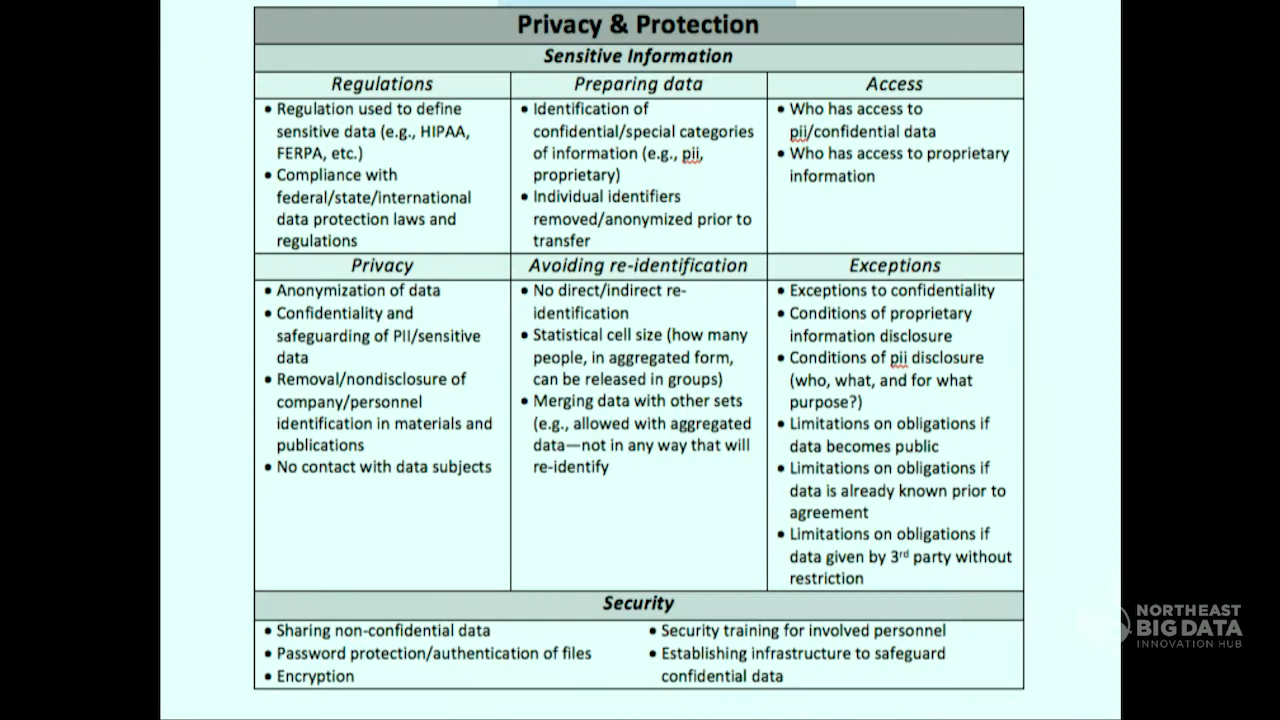 Privacy & Protection
Sensitive Information
Regulations
• Regulation used to define
sensitive data (e.g., HIPAA,
FERPA, etc.)
• Compliance with
federal/state/international
data protection laws and
regulations
Preparing data
• Identification of
confidential/special categories
of information (e.g., pii,
proprietary)
• Individual identifiers
removed/anonymized prior to
transfer
Access
• Who has access to
pii/confidential data
• Who has access to proprietary
information
Privacy
• Anonymization of data
• Confidentiality and
safeguarding of PII/sensitive
data
• Removal/nondisclosure of
company/personnel
identification in materials and
publications
• No contact with data subjects
Avoiding re-identification
• No direct/indirect re-
identification
• Statistical cell size (how many
people, in aggregated form,
can be released in groups)
• Merging data with other sets
(e.g., allowed with aggregated
data—not in any way that will
re-identify
Exceptions
• Exceptions to confidentiality
• Conditions of proprietary
information disclosure
• Conditions of pii disclosure
(who, what, and for what
purpose?)
• Limitations on obligations if
data becomes public
• Limitations on obligations if
data is already known prior to
agreement
• Limitations on obligations if
data given by 3rd party without
restriction
Security
• Sharing non-confidential data
• Password protection/authentication of files
• Encryption
• Security training for involved personnel
• Establishing infrastructure to safeguard
confidential data
NORTHEAST
BIG DATA
INNOVATION HUB